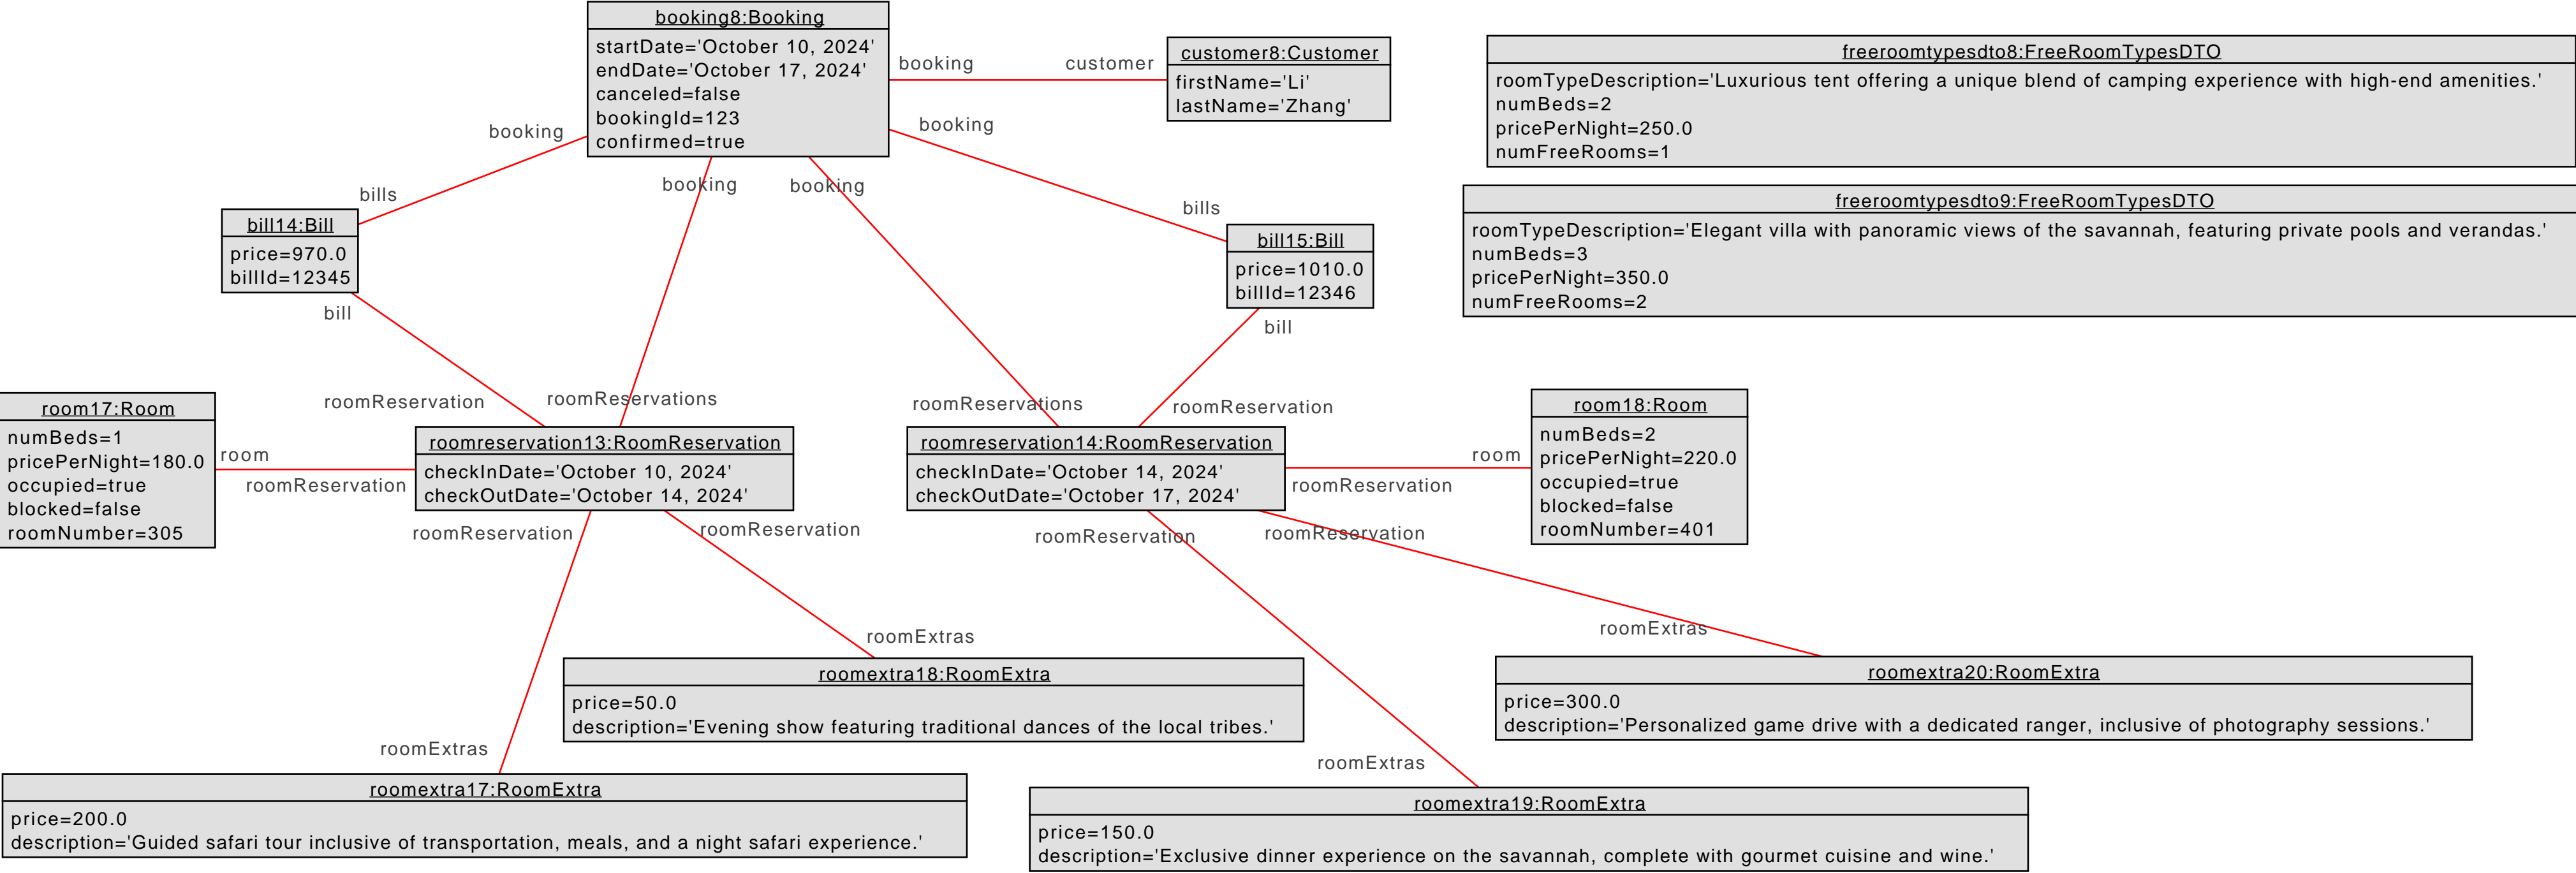 booking8:Booking
startDate='October 10, 2024'
endDate='October 17, 2024'
canceled=false
bookingId=123
confirmed=true
booking
customer
customer8:Customer
firstName='Li'
lastName='Zhang'
freeroomtypesdto8:FreeRoomTypesDTO
roomTypeDescription='Luxurious tent offering a unique blend of camping experience with high-end amenities.'
numBeds=2
pricePerNight=250.0
numFreeRooms=1
booking
booking
booking
booking
bills
bills
freeroomtypesdto9:FreeRoomTypesDTO
roomTypeDescription='Elegant villa with panoramic views of the savannah, featuring private pools and verandas.'
numBeds=3
pricePerNight=350.0
numFreeRooms=2
bill14:Bill
price=970.0
billId=12345
bill15:Bill
price=1010.0
billId=12346
bill
bill
roomReservation
roomReservations
roomReservations
roomReservation
room17:Room
numBeds=1
pricePerNight=180.0
occupied=true
blocked=false
roomNumber=305
room
roomReservation
roomreservation13:RoomReservation
checkInDate='October 10, 2024'
checkOutDate='October 14, 2024'
roomreservation14:RoomReservation
checkInDate='October 14, 2024'
checkOutDate='October 17, 2024'
room
roomReservation
room18:Room
numBeds=2
pricePerNight=220.0
occupied=true
blocked=false
roomNumber=401
roomReservation
roomReservation
roomReservation
roomReservation
roomExtras
roomExtras
roomextra18:RoomExtra
price=50.0
description='Evening show featuring traditional dances of the local tribes.'
roomextra20:RoomExtra
price=300.0
description='Personalized game drive with a dedicated ranger, inclusive of photography sessions.'
roomExtras
roomExtras
roomextra17:RoomExtra
price=200.0
description='Guided safari tour inclusive of transportation, meals, and a night safari experience.'
roomextra19:RoomExtra
price=150.0
description='Exclusive dinner experience on the savannah, complete with gourmet cuisine and wine.'